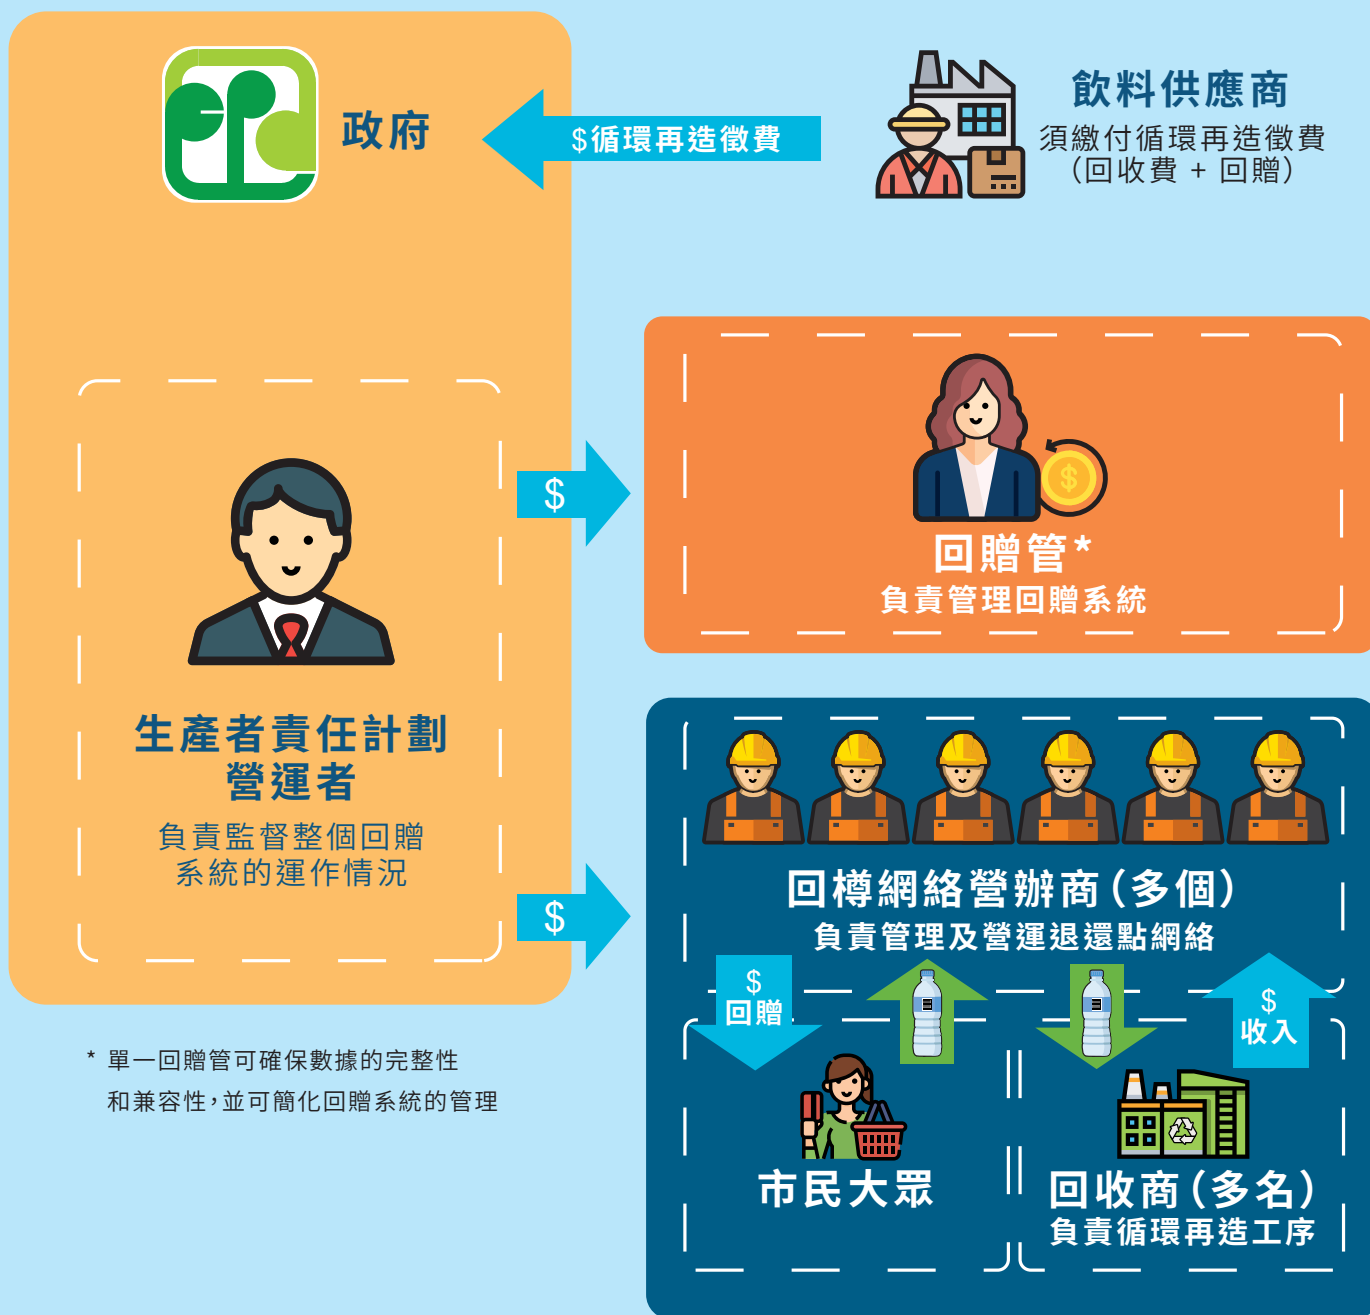 政府
$循環再造徵費
飲料供應商
須繳付循環再造徵費
(回收費 + 回贈)
$
回贈管*
負責管理回贈系統
生產者責任計劃
營運者
負責監督整個回贈
系統的運作情況
$
回樽網絡營辦商(多個)
負責管理及營運退還點網絡
$
回贈
$
收入
市民大眾
回收商(多名)
負責循環再造工序
* 單一回贈管可確保數據的完整性
和兼容性,並可簡化回贈系統的管理